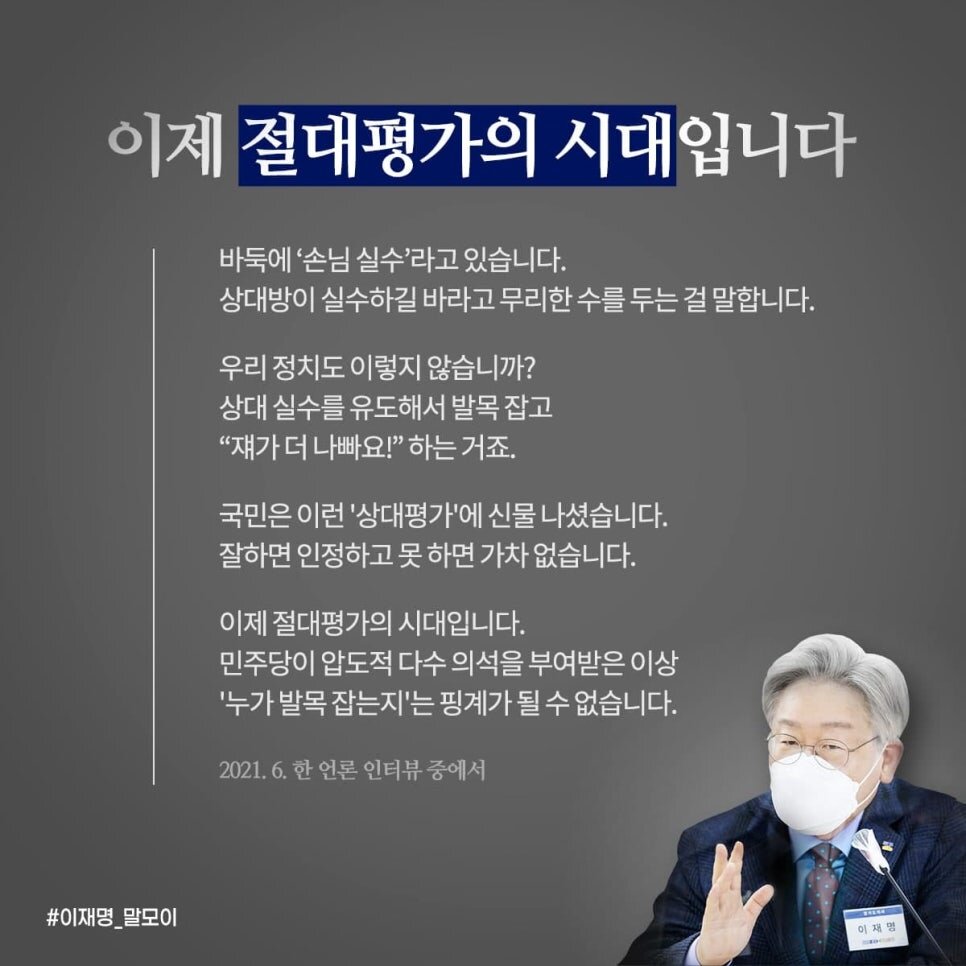 이제 절대평가의 시대입니다
바둑에 ‘손님 실수’라고 있습니다.
상대방이 실수하길 바라고 무리한 수를 두는 걸 말합니다.
우리 정치도 이렇지 않습니까?
상대 실수를 유도해서 발목 잡고
“쟤가 더 나빠요!” 하는 거죠.
국민은 이런 '상대평가'에 신물 나셨습니다.
잘하면 인정하고 못 하면 가차 없습니다.
이제 절대평가의 시대입니다.
민주당이 압도적 다수 의석을 부여받은 이상
'누가 발목 잡는지'는 핑계가 될 수 없습니다.
2021. 6. 한 언론 인터뷰 중에서
이 재 명
#이재명_말모이